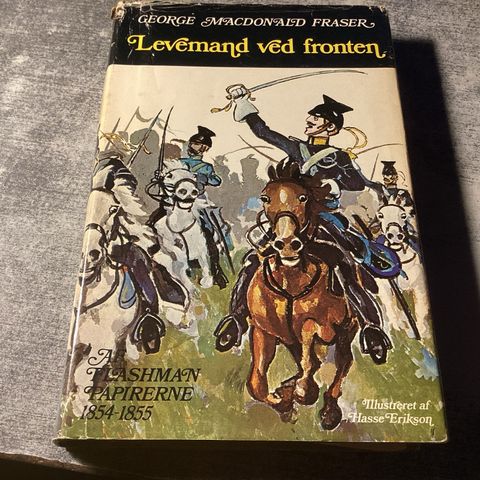 GEORGE MACDONALD FRASER
Levemand ved fronten
AF
FLASHMAN
PAPIRERNE
1854-1855
Illustreret af
Hasse Erikson